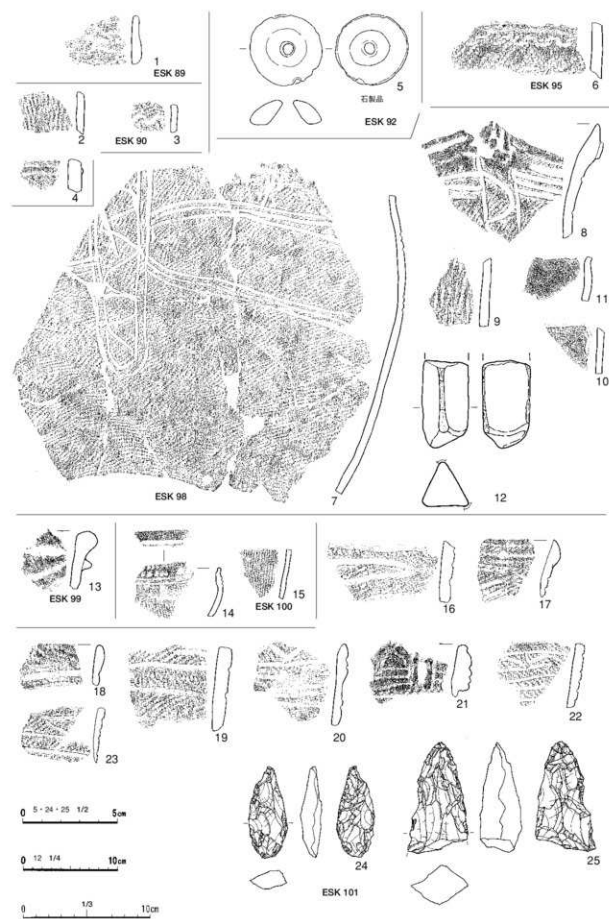 1
ESK 89
2
ESK 90
3
4
5
石製品
ESK 92
ESK 95
6
ESK 98
7
8
9
11
10
12
13
ESK 99
14
15
ESK 100
16
17
18
19
20
21
22
23
24
25
ESK 101
5・24・25 1/2
0 5cm
12 1/4
0 10cm
1/3
0 10cm